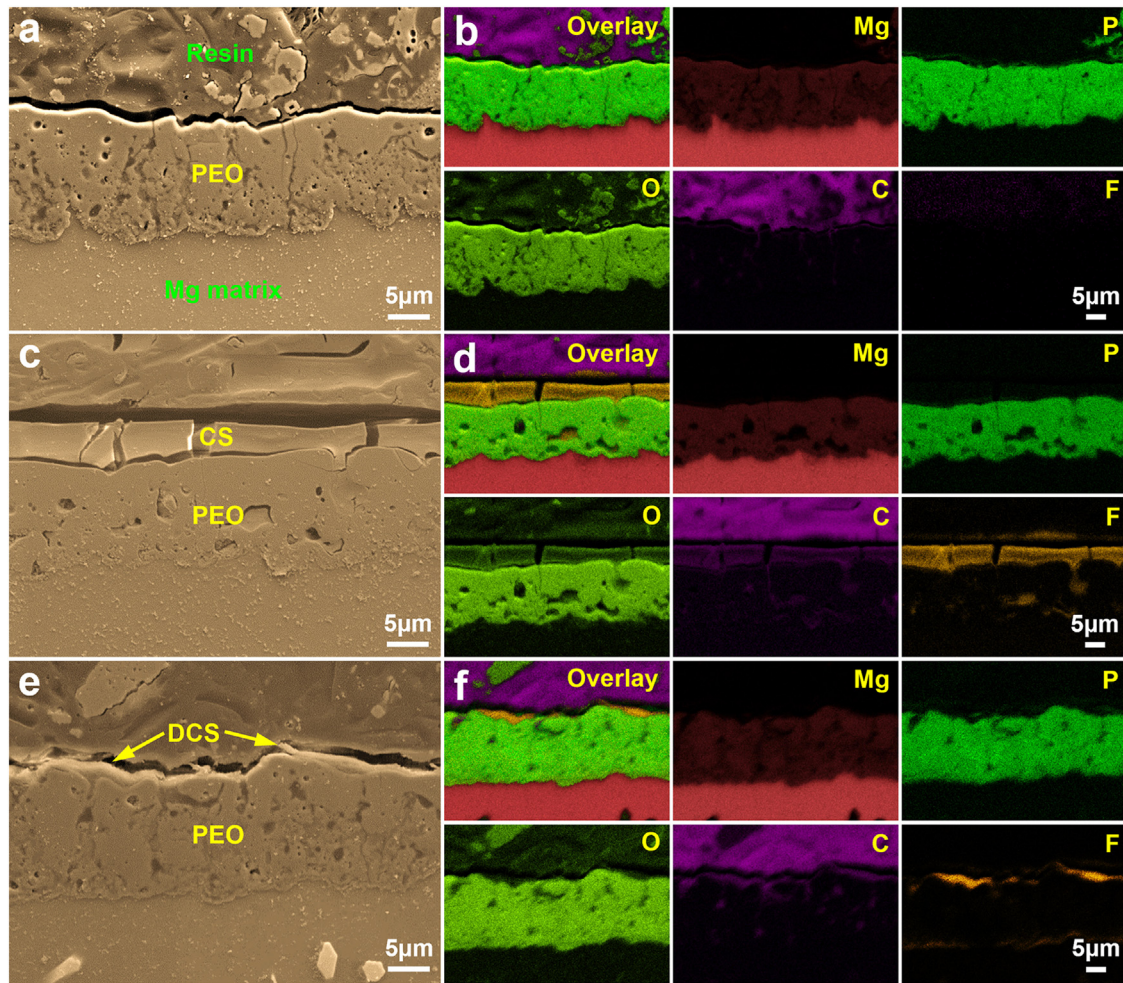 a
Resin
PEO
Mg matrix
5μm
b
Overlay
Mg
P
O
C
F
5μm
c
CS
PEO
5μm
d
Overlay
Mg
P
O
C
F
5μm
e
DCS
PEO
5μm
f
Overlay
Mg
P
O
C
F
5μm